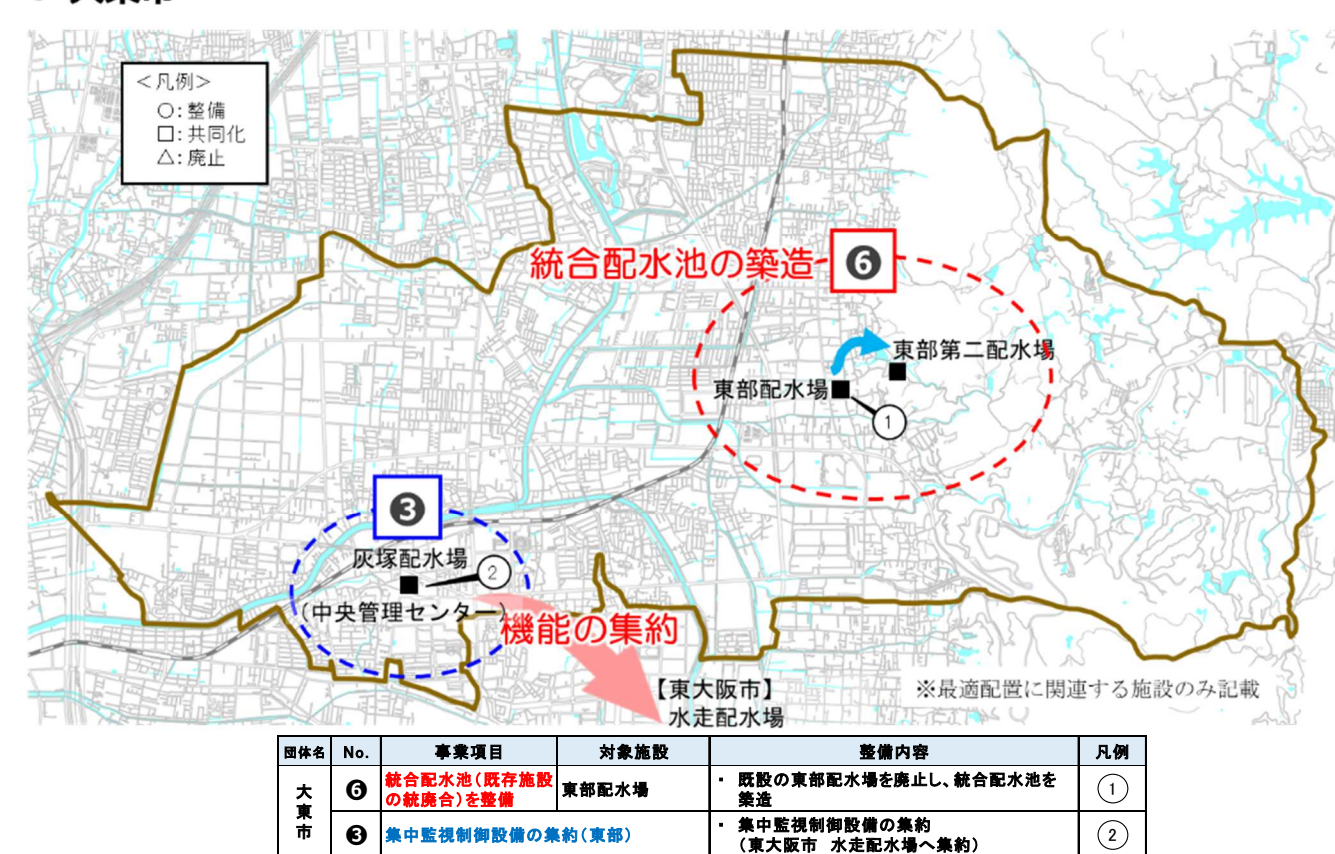 ＜凡例＞
○：整備
□：共同化
△：廃止
統合配水池の築造
❻
東部第二配水場
東部配水場
①
❸
灰塚配水場
②
（中央管理センター）
機能の集約
【東大阪市】
水走配水場
※最適配置に関連する施設のみ記載
団体名 No. 事業項目 対象施設 整備内容 凡例
大東市
❻ 統合配水池（既存施設の統廃合）を整備 東部配水場 ・ 既設の東部配水場を廃止し、統合配水池を
築造 ①
❸ 集中監視制御設備の集約（東部） ・ 集中監視制御設備の集約
（東大阪市 水走配水場へ集約） ②